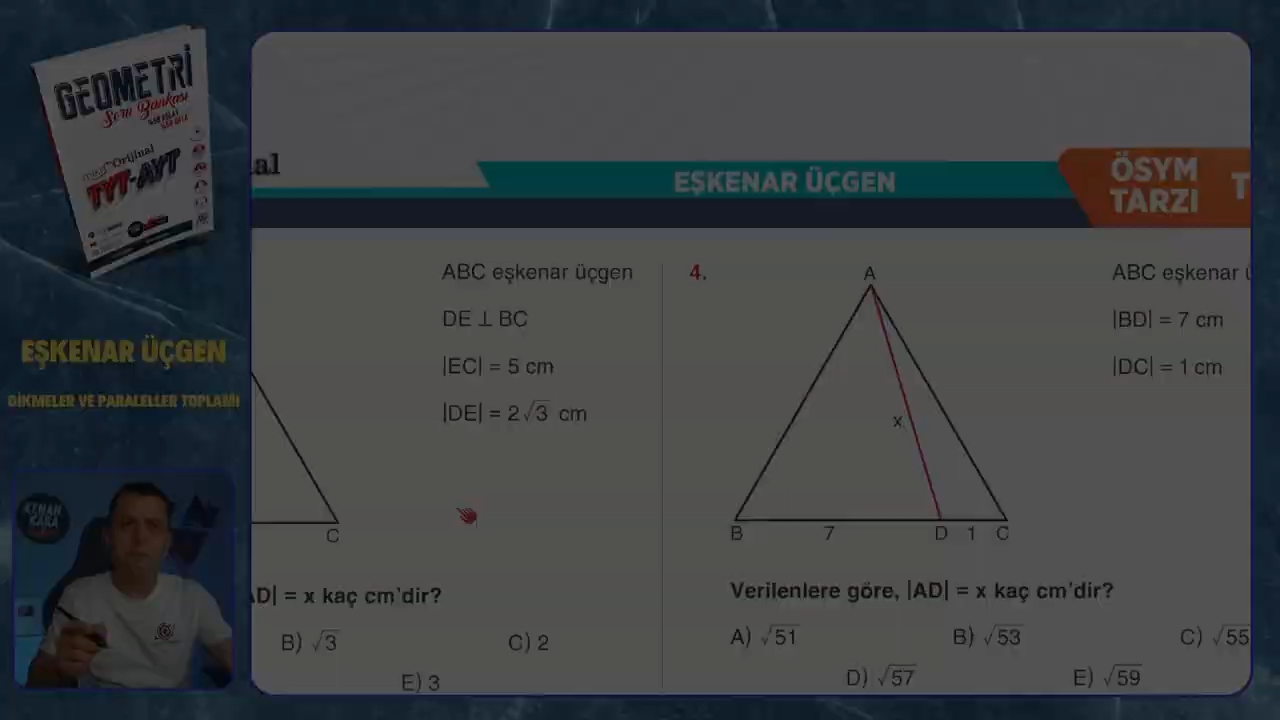 GEOMETRİ
Soru Bankası
Orijinal
TYT-AYT
EŞKENAR ÜÇGEN
DİKMELER VE PARALELLER TOPLAMI
KENAN
KARA
al
EŞKENAR ÜÇGEN
ÖSYM
TARZI
T
ABC eşkenar üçgen
DE ⊥ BC
|EC| = 5 cm
|DE| = 2√3 cm
C
AD| = x kaç cm'dir?
B) √3
C) 2
E) 3
4.
A
x
B
7
D
1
C
ABC eşkenar ü
|BD| = 7 cm
|DC| = 1 cm
Verilenlere göre, |AD| = x kaç cm'dir?
A) √51
B) √53
C) √55
D) √57
E) √59